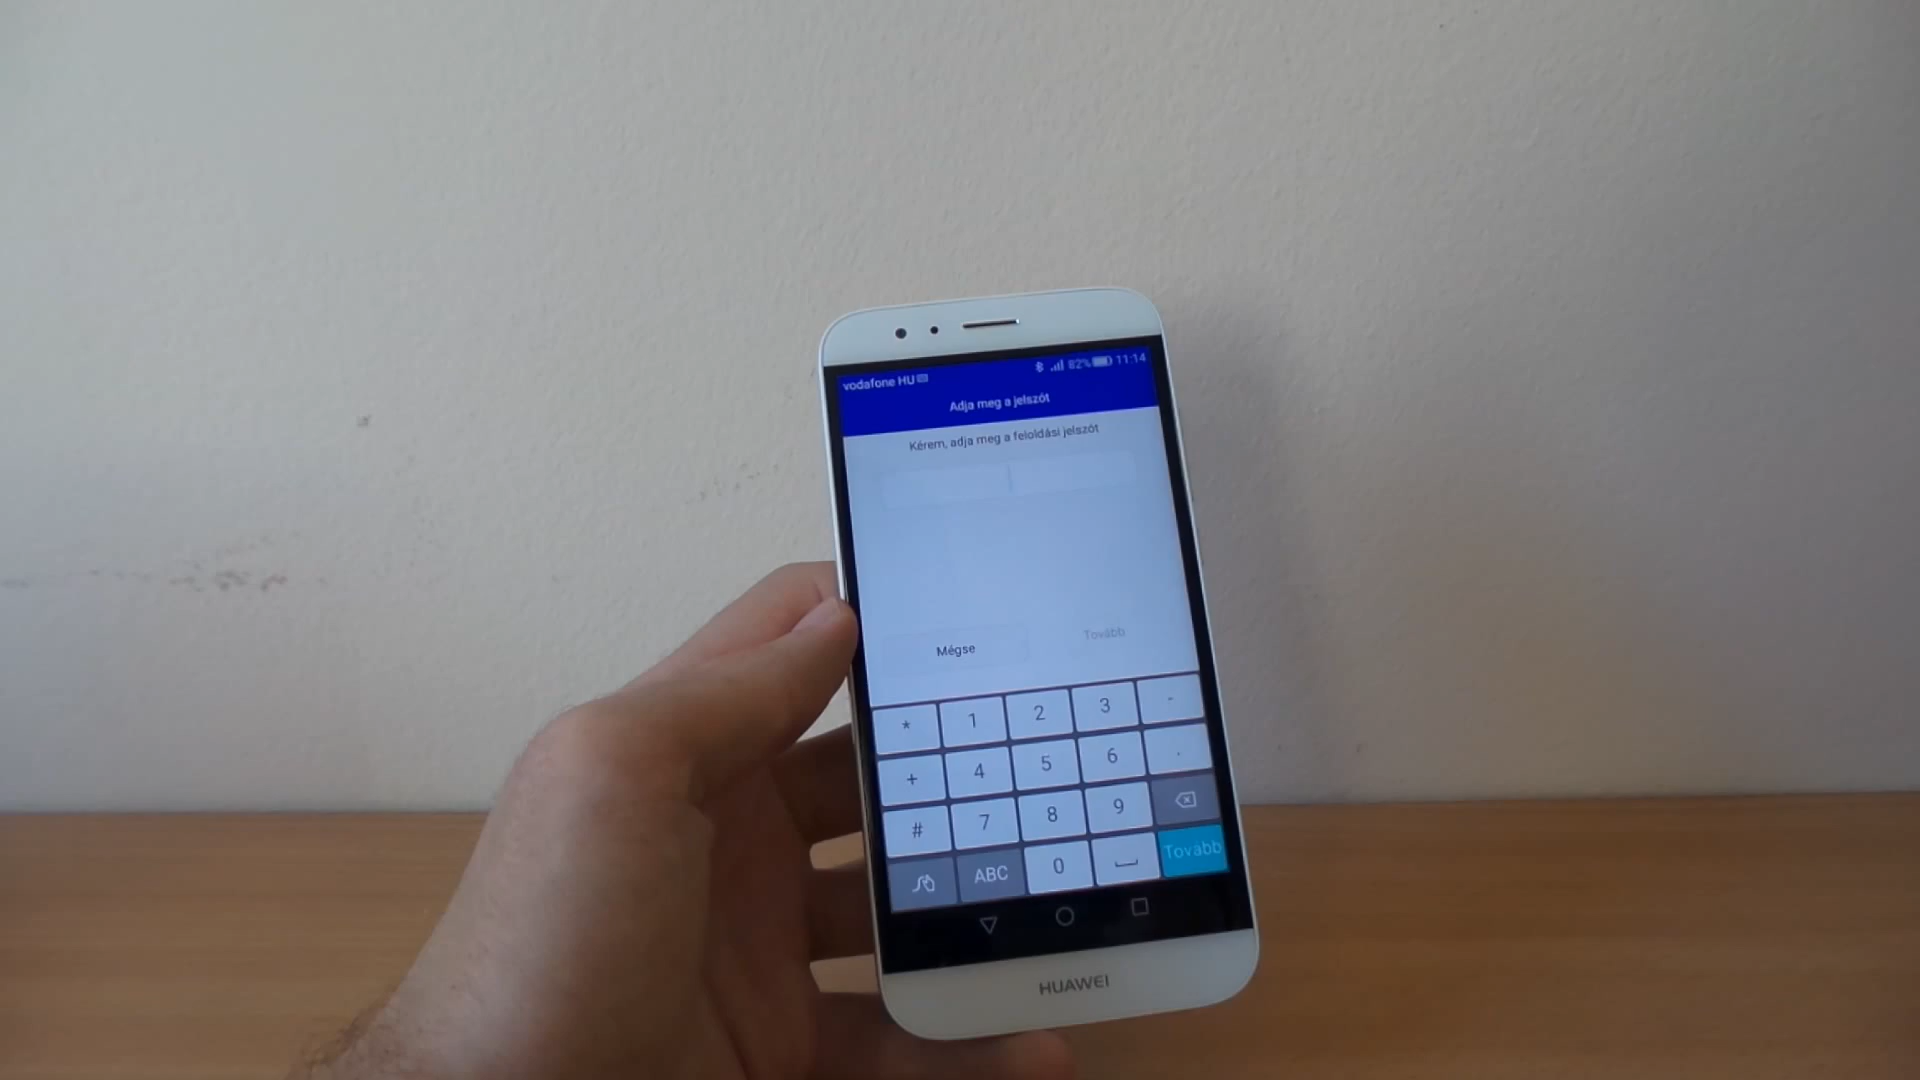 vodafone HU 82% 11:14
Adja meg a jelszót
Kérem, adja meg a feloldási jelszót
Mégse Tovább
* 1 2 3 -
+ 4 5 6 .
# 7 8 9
ABC 0 Tovább
HUAWEI